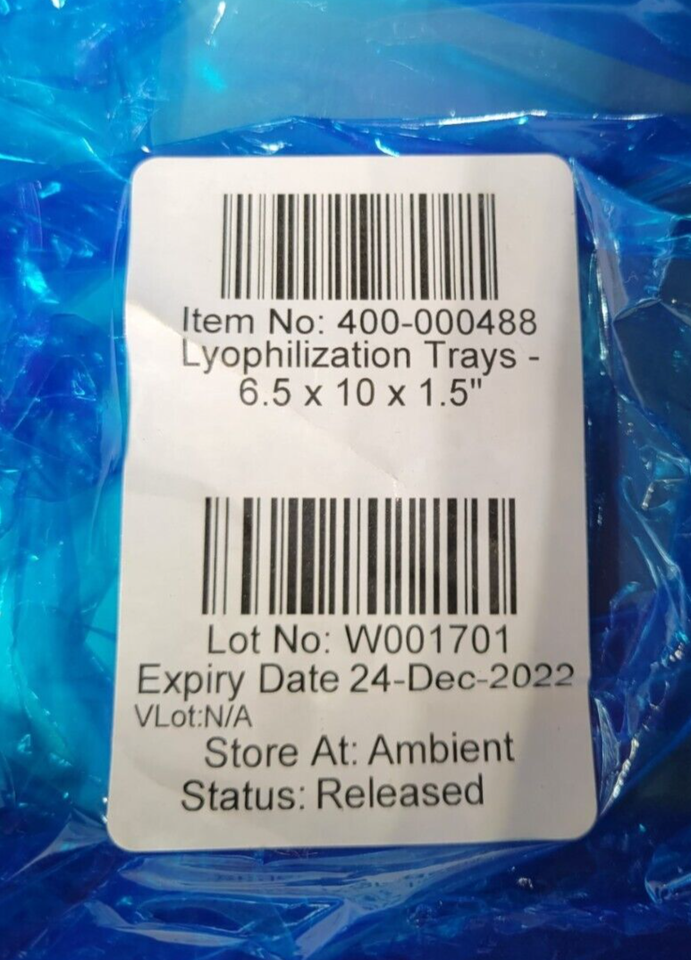 Item No: 400-000488
Lyophilization Trays -
6.5 x 10 x 1.5"
Lot No: W001701
Expiry Date 24-Dec-2022
VLot:N/A
Store At: Ambient
Status: Released